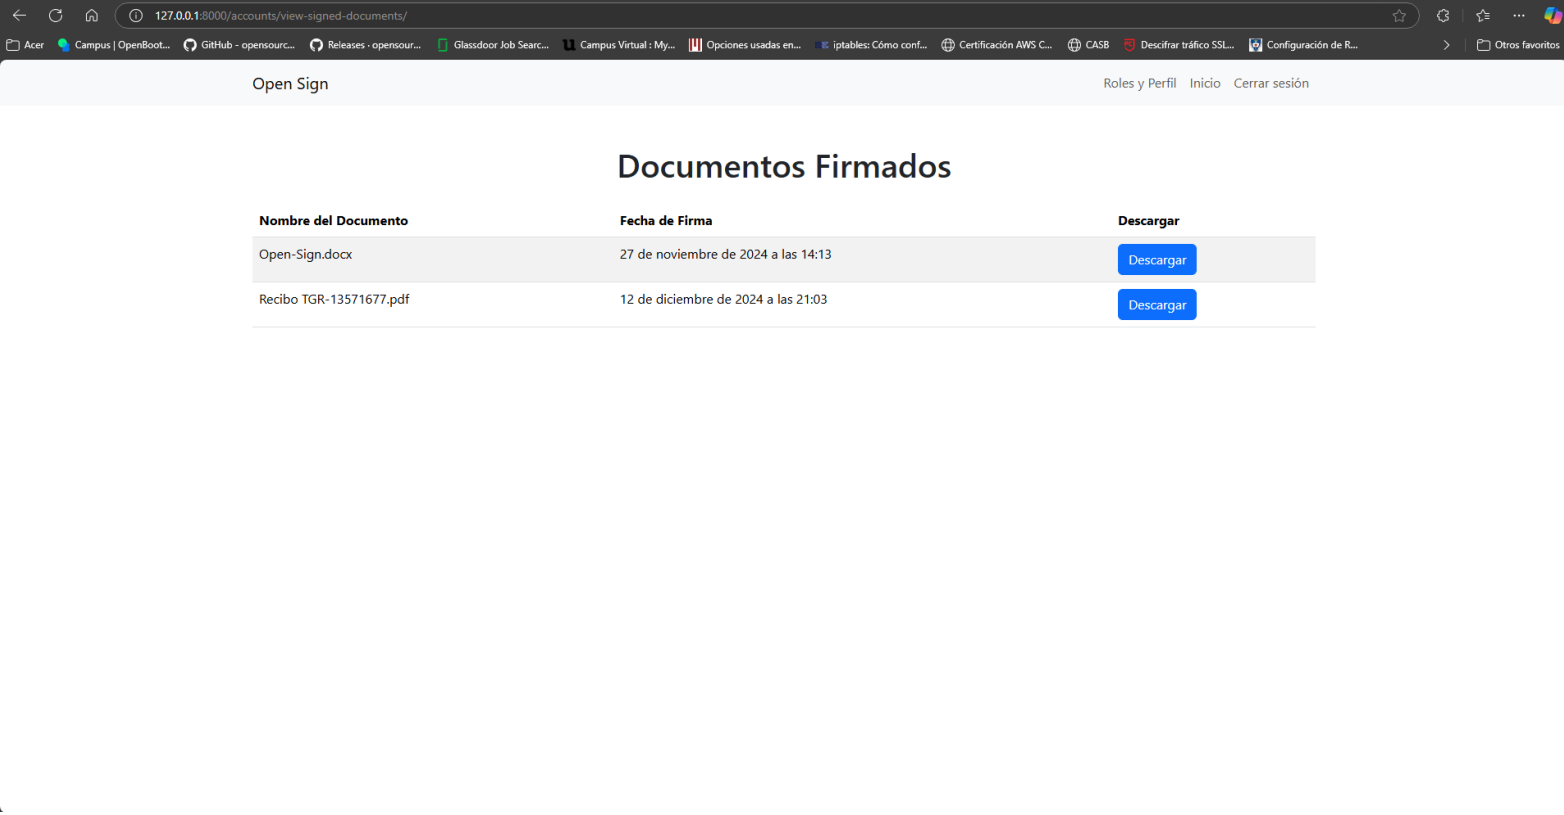 127.0.0.1:8000/accounts/view-signed-documents/
Acer Campus | OpenBoot... GitHub - opensourc... Releases · opensour... Glassdoor Job Searc... Campus Virtual : My... Opciones usadas en... iptables: Cómo conf... Certificación AWS C... CASB Descifrar tráfico SSL... Configuración de R... Otros favoritos
Open Sign Roles y Perfil Inicio Cerrar sesión
Documentos Firmados
Nombre del Documento Fecha de Firma Descargar
Open-Sign.docx 27 de noviembre de 2024 a las 14:13 Descargar
Recibo TGR-13571677.pdf 12 de diciembre de 2024 a las 21:03 Descargar